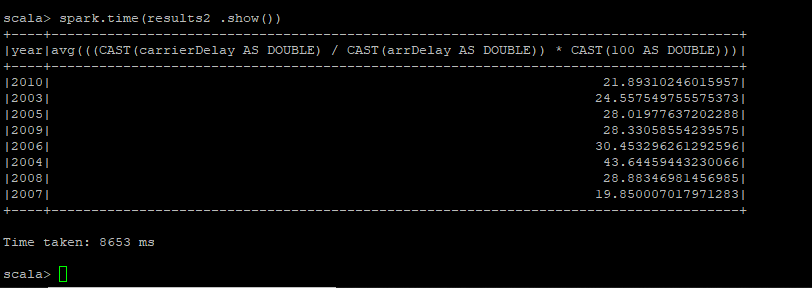 scala> spark.time(results2 .show())
+----+--------------------------------------------------------------------------------------+
|year|avg(((CAST(carrierDelay AS DOUBLE) / CAST(arrDelay AS DOUBLE)) * CAST(100 AS DOUBLE)))|
+----+--------------------------------------------------------------------------------------+
|2010| 21.89310246015957|
|2003| 24.557549755575373|
|2005| 28.01977637202288|
|2009| 28.33058554239575|
|2006| 30.453296261292596|
|2004| 43.64459443230066|
|2008| 28.88346981456985|
|2007| 19.850007017971283|
+----+--------------------------------------------------------------------------------------+
Time taken: 8653 ms
scala>